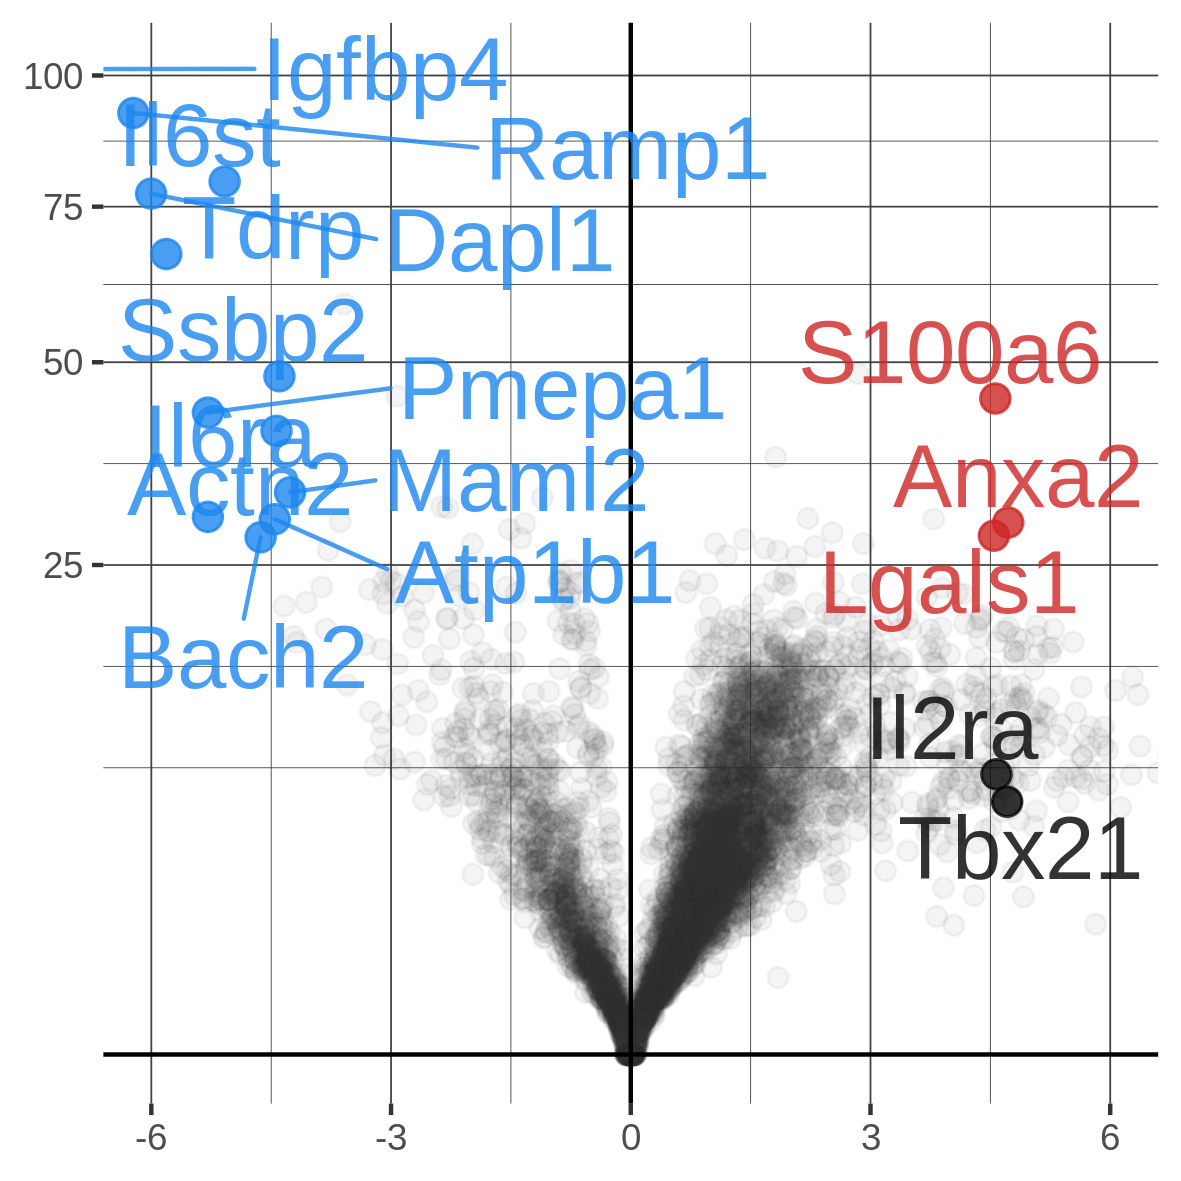 Igfbp4
100
Il6st
Ramp1
75
Tdrp
Dapl1
Ssbp2
S100a6
50
Pmepa1
Il6ra
Anxa2
Actn2
Maml2
25
Atp1b1
Lgals1
Bach2
Il2ra
Tbx21
-6
-3
0
3
6